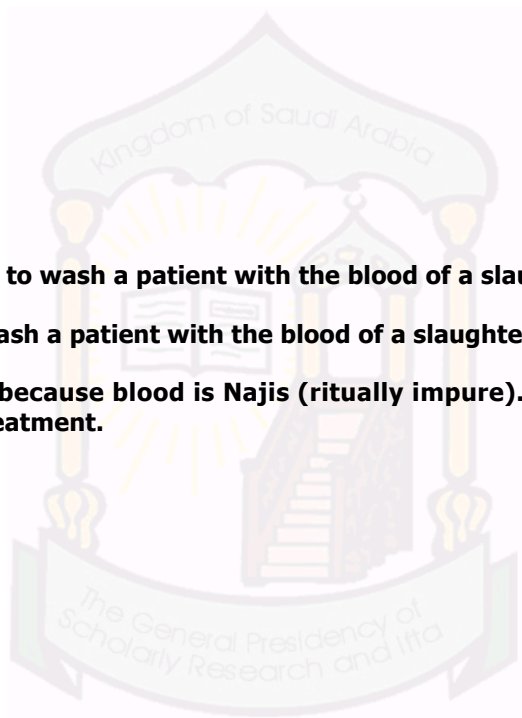 Kingdom of Saudi Arabia
to wash a patient with the blood of a
a patient with the blood of a
because blood is Najis (ritually impure).
The General Presidency of
Scholarly Research and Ifta